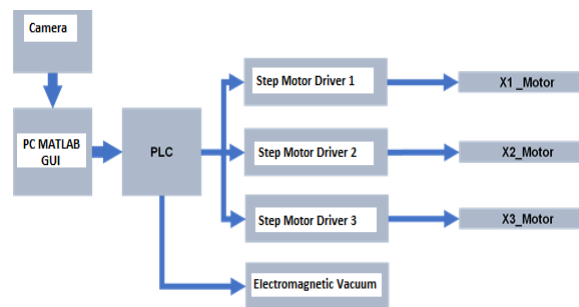 Camera
PC MATLAB
GUI
PLC
Step Motor Driver 1
X1 _Motor
Step Motor Driver 2
X2_Motor
Step Motor Driver 3
X3_Motor
Electromagnetic Vacuum